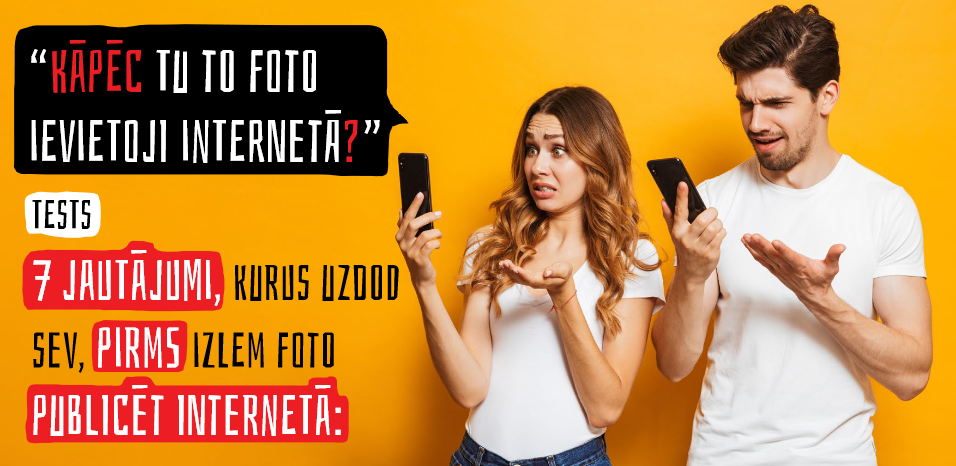 “KĀPĒC TU TO FOTO
IEVIETOJI INTERNETĀ?”
TESTS
7 JAUTĀJUMI, KURUS UZDOD
SEV, PIRMS IZLEM FOTO
PUBLICĒT INTERNETĀ: